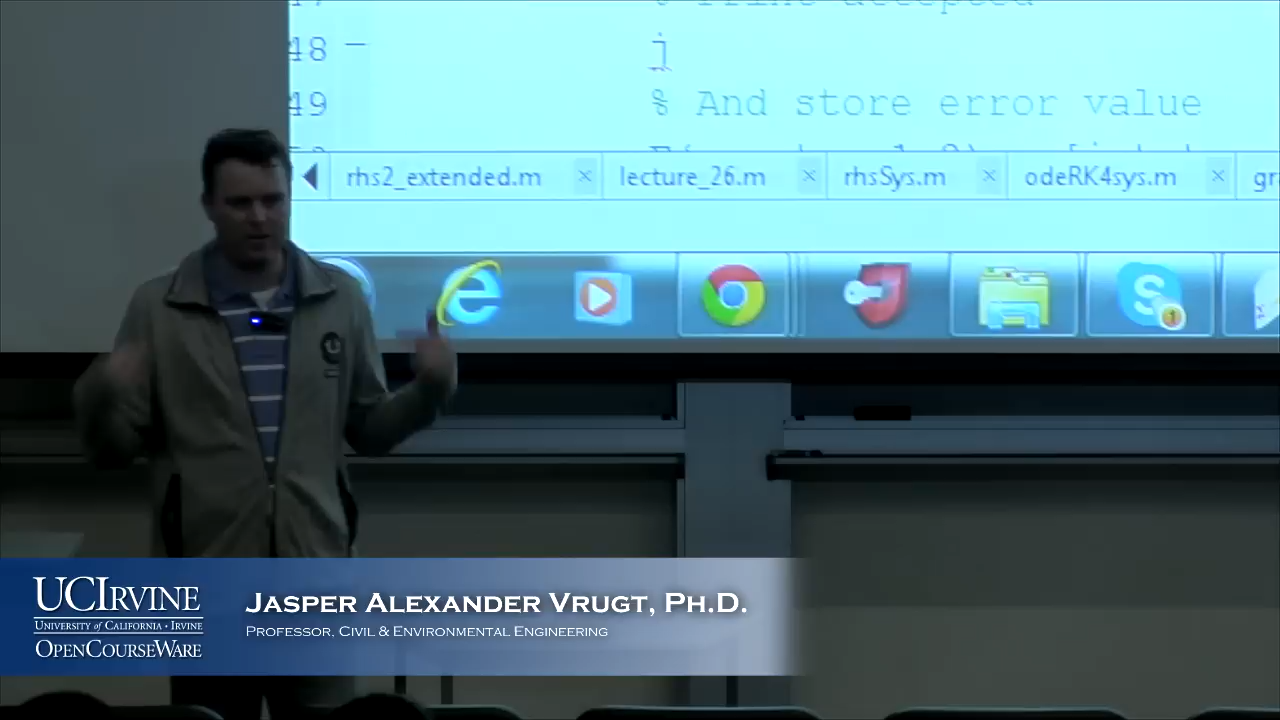 48 —
j
49
% And store error value
rhs2_extended.m × lecture_26.m × rhsSys.m × odeRK4sys.m ×
UCIRVINE
UNIVERSITY of CALIFORNIA • IRVINE
OPENCOURSEWARE
JASPER ALEXANDER VRUGT, PH.D.
PROFESSOR, CIVIL & ENVIRONMENTAL ENGINEERING